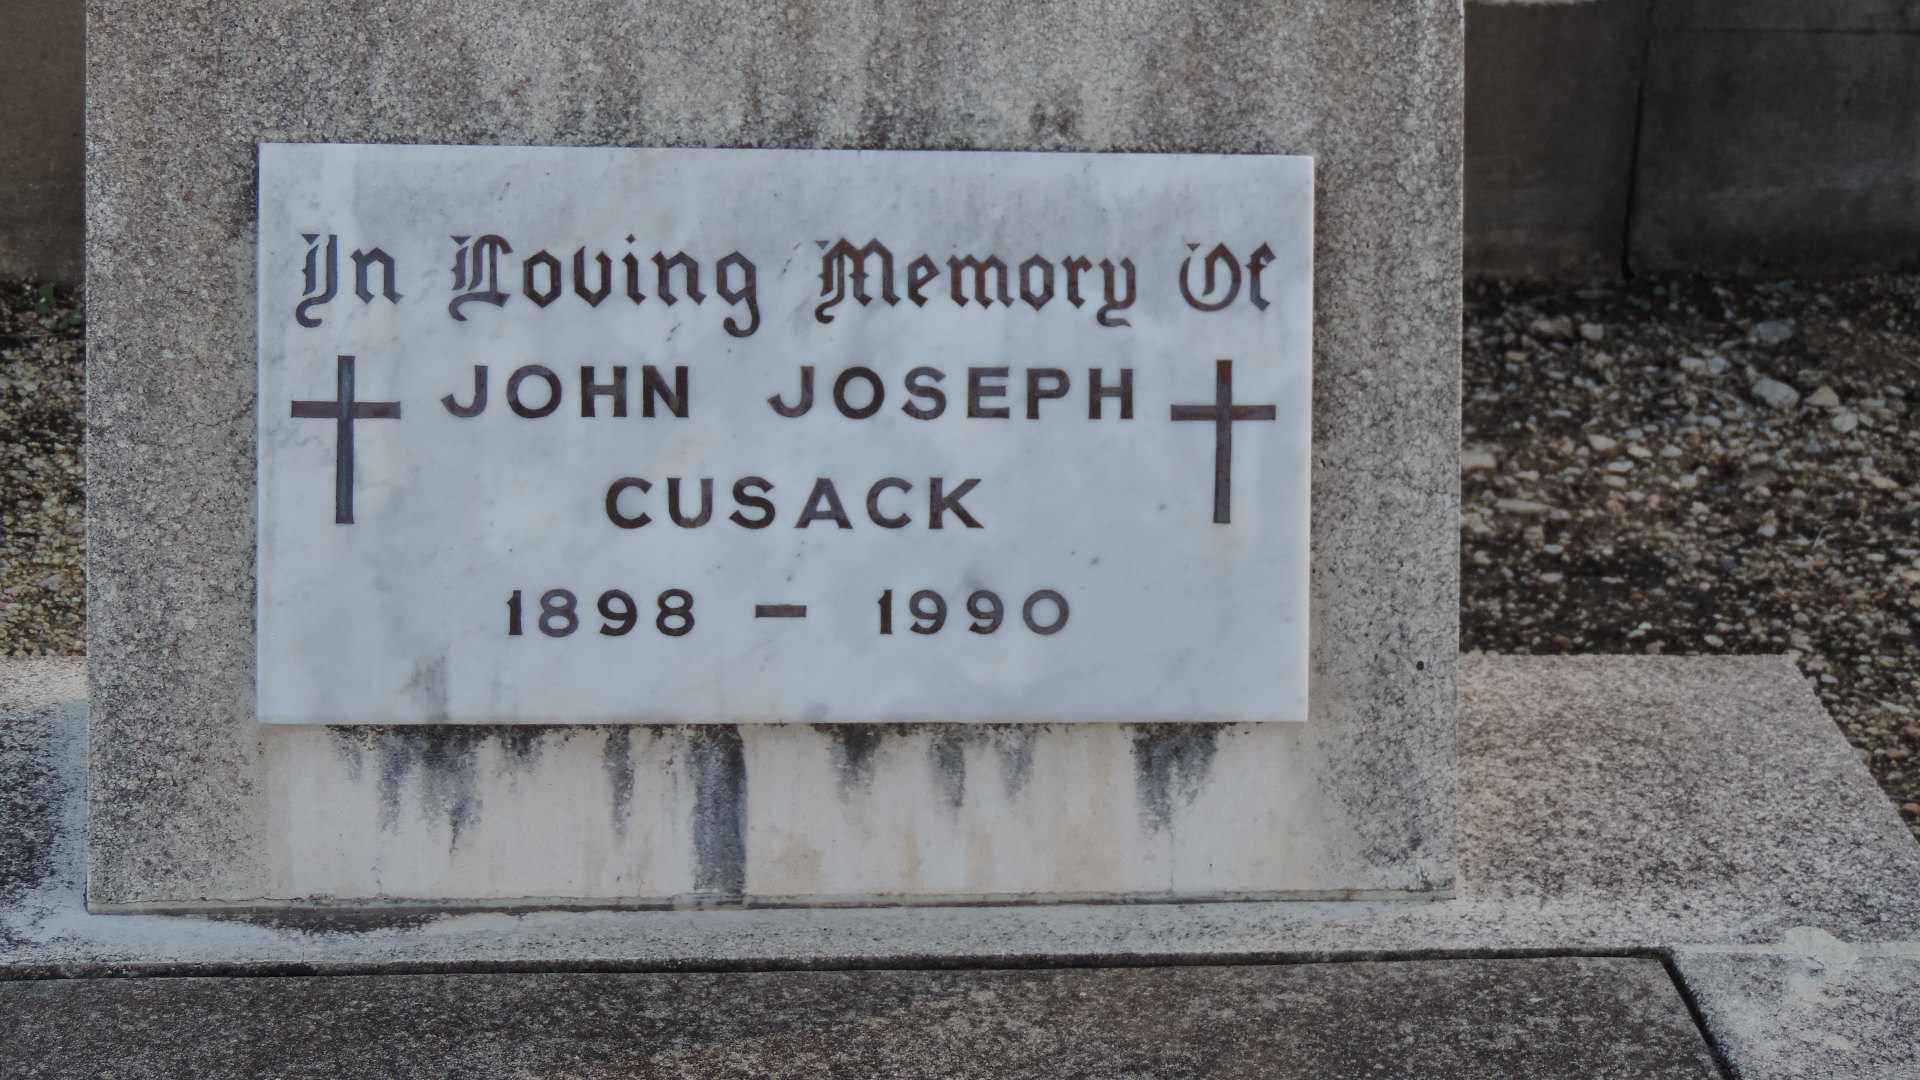 In Loving Memory Of
JOHN JOSEPH
CUSACK
1898 - 1990